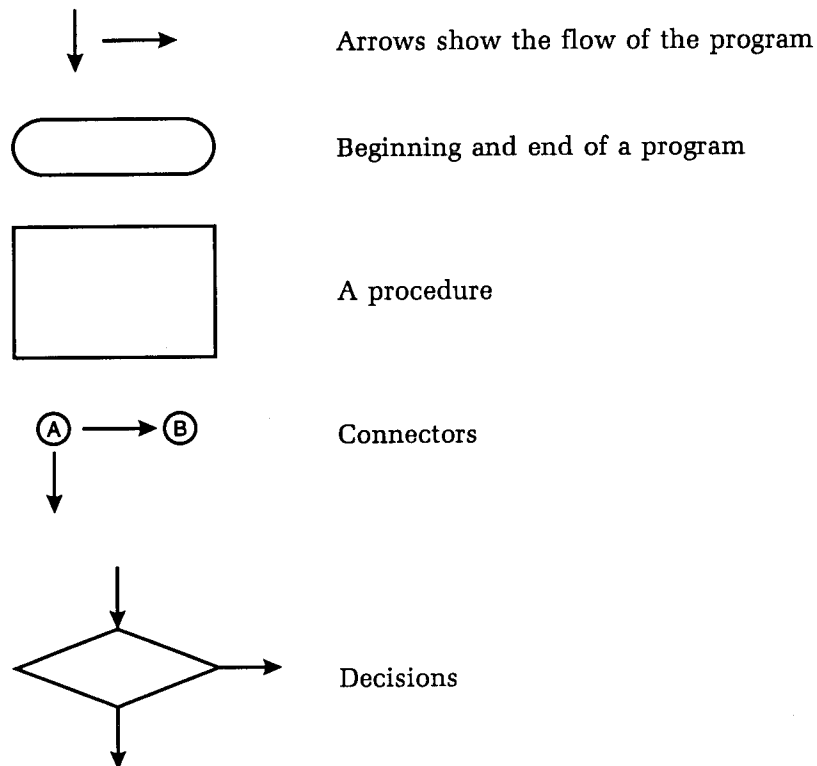 Arrows show the flow of the program
Beginning and end of a program
A procedure
A B
Connectors
Decisions